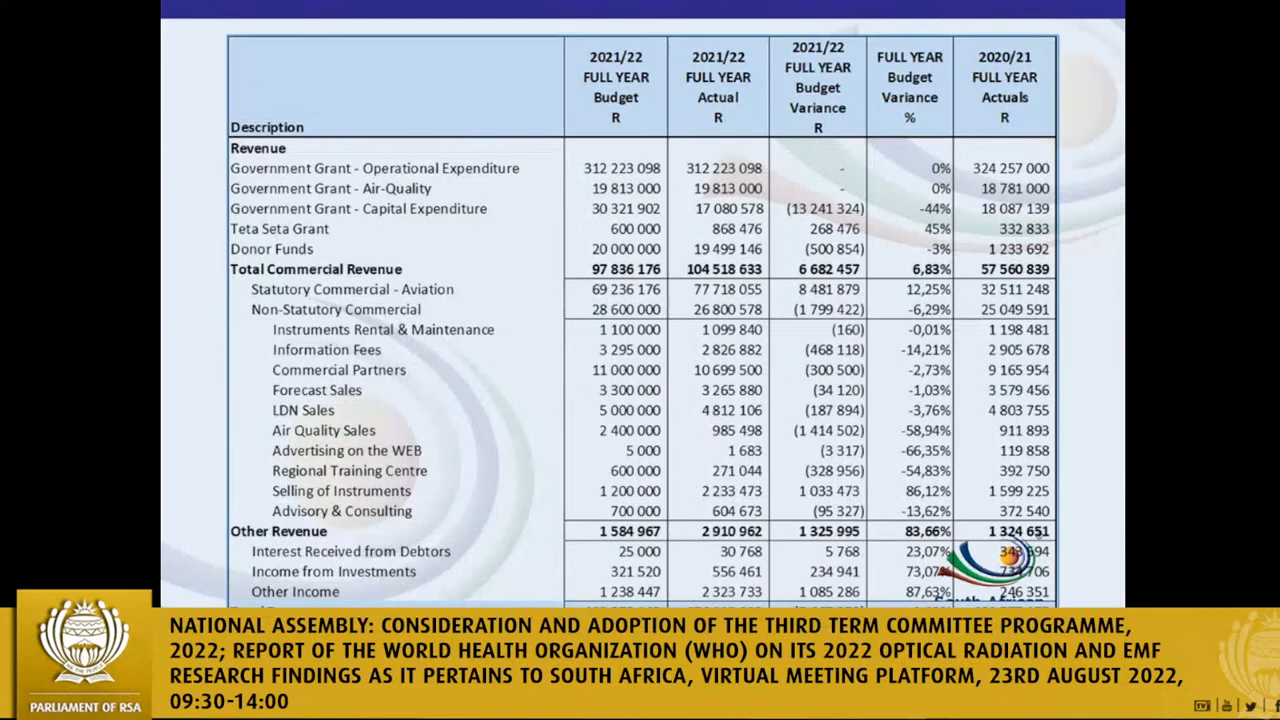 Description 2021/22 FULL YEAR Budget R 2021/22 FULL YEAR Actual R 2021/22 FULL YEAR Budget Variance R FULL YEAR Budget Variance % 2020/21 FULL YEAR Actuals R
Revenue
Government Grant - Operational Expenditure 312 223 098 312 223 098 - 0% 324 257 000
Government Grant - Air-Quality 19 813 000 19 813 000 - 0% 18 781 000
Government Grant - Capital Expenditure 30 321 902 17 080 578 (13 241 324) -44% 18 087 139
Teta Seta Grant 600 000 868 476 268 476 45% 332 833
Donor Funds 20 000 000 19 499 146 (500 854) -3% 1 233 692
Total Commercial Revenue 97 836 176 104 518 633 6 682 457 6,83% 57 560 839
Statutory Commercial - Aviation 69 236 176 77 718 055 8 481 879 12,25% 32 511 248
Non-Statutory Commercial 28 600 000 26 800 578 (1 799 422) -6,29% 25 049 591
Instruments Rental & Maintenance 1 100 000 1 099 840 (160) -0,01% 1 198 481
Information Fees 3 295 000 2 826 882 (468 118) -14,21% 2 905 678
Commercial Partners 11 000 000 10 699 500 (300 500) -2,73% 9 165 954
Forecast Sales 3 300 000 3 265 880 (34 120) -1,03% 3 579 456
LDN Sales 5 000 000 4 812 106 (187 894) -3,76% 4 803 755
Air Quality Sales 2 400 000 985 498 (1 414 502) -58,94% 911 893
Advertising on the WEB 5 000 1 683 (3 317) -66,35% 119 858
Regional Training Centre 600 000 271 044 (328 956) -54,83% 392 750
Selling of Instruments 1 200 000 2 233 473 1 033 473 86,12% 1 599 225
Advisory & Consulting 700 000 604 673 (95 327) -13,62% 372 540
Other Revenue 1 584 967 2 910 962 1 325 995 83,66% 1 324 651
Interest Received from Debtors 25 000 30 768 5 768 23,07%
Income from Investments 321 520 556 461 234 941 73,07%
Other Income 1 238 447 2 323 733 1 085 286 87,63% 246 351
NATIONAL ASSEMBLY: CONSIDERATION AND ADOPTION OF THE THIRD TERM COMMITTEE PROGRAMME,
2022; REPORT OF THE WORLD HEALTH ORGANIZATION (WHO) ON ITS 2022 OPTICAL RADIATION AND EMF
RESEARCH FINDINGS AS IT PERTAINS TO SOUTH AFRICA, VIRTUAL MEETING PLATFORM, 23RD AUGUST 2022,
09:30-14:00
PARLIAMENT OF RSA